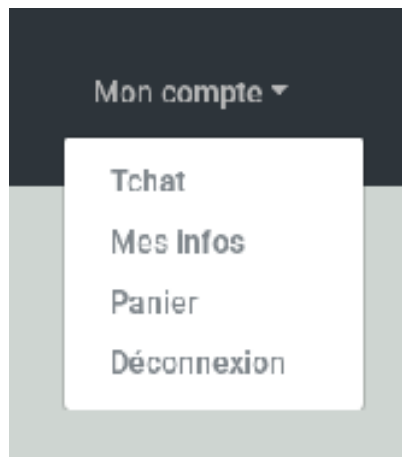 Mon compte
Tchat
Mes Infos
Panier
Déconnexion